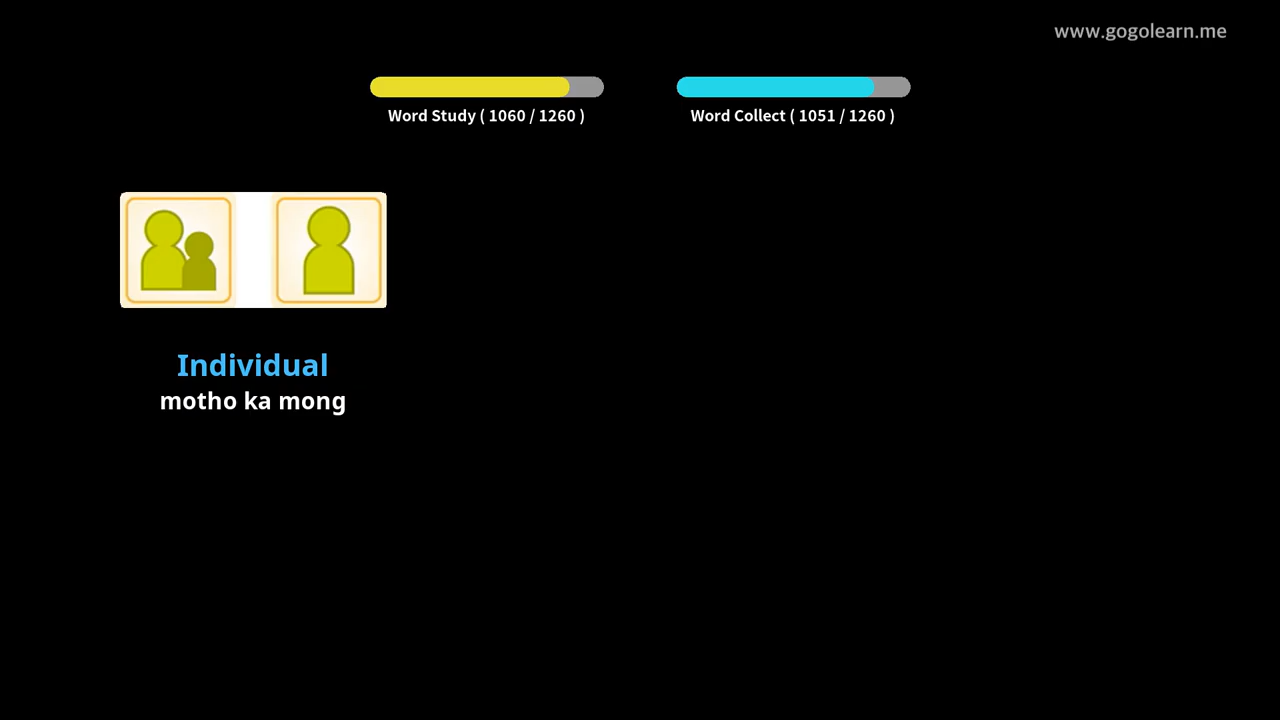 www.gogolearn.me
Word Study ( 1060 / 1260 )
Word Collect ( 1051 / 1260 )
Individual
motho ka mong